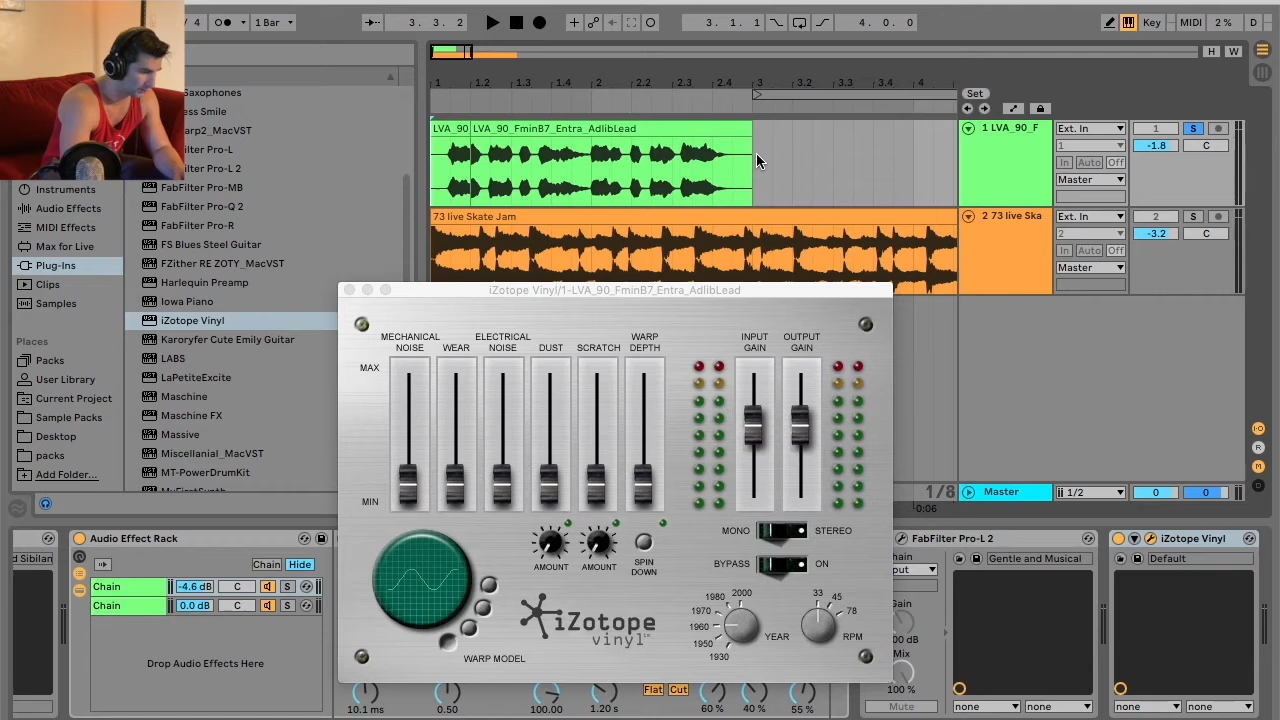 / 4
1 Bar
3. 3. 2
3. 1. 1
4. 0. 0
Key
MIDI
2 %
D
H
W
1
1.2
1.3
1.4
2
2.2
2.3
2.4
3
3.2
3.3
3.4
4
Set
LVA_90
LVA_90_FminB7_Entra_AdlibLead
1 LVA_90_F
Ext. In
1
S
1
-1.8
C
In
Auto
Off
Master
73 live Skate Jam
2 73 live Ska
Ext. In
2
S
2
-3.2
C
In
Auto
Off
Master
Saxophones
FabFilter Pro-L
FabFilter Pro-L 2
FabFilter Pro-MB
FabFilter Pro-Q 2
FabFilter Pro-R
FS Blues Steel Guitar
FZither RE ZOTY_MacVST
Harlequin Preamp
Iowa Piano
iZotope Vinyl
Karoryfer Cute Emily Guitar
LABS
LaPetiteExcite
Maschine
Maschine FX
Massive
Miscellanial_MacVST
MT-PowerDrumKit
Instruments
Audio Effects
MIDI Effects
Max for Live
Plug-Ins
Clips
Samples
Places
Packs
User Library
Current Project
Sample Packs
Desktop
packs
Add Folder...
iZotope Vinyl/1-LVA_90_FminB7_Entra_AdlibLead
MECHANICAL NOISE
WEAR
ELECTRICAL NOISE
DUST
SCRATCH
WARP DEPTH
INPUT GAIN
OUTPUT GAIN
MAX
MIN
AMOUNT
AMOUNT
SPIN DOWN
MONO
STEREO
BYPASS
ON
iZotope
vinyl
WARP MODEL
1930
1950
1960
1970
1980
2000
YEAR
33
45
78
RPM
1/8
Master
1/2
0
0
0:06
Audio Effect Rack
Chain
Hide
Chain
-4.6 dB
C
S
Chain
0.0 dB
C
S
Drop Audio Effects Here
10.1 ms
0.50
100.00
1.20 s
Flat
Cut
60 %
40 %
55 %
FabFilter Pro-L 2
Gentle and Musical
Mix
100 %
Mute
none
none
iZotope Vinyl
Default
none
none